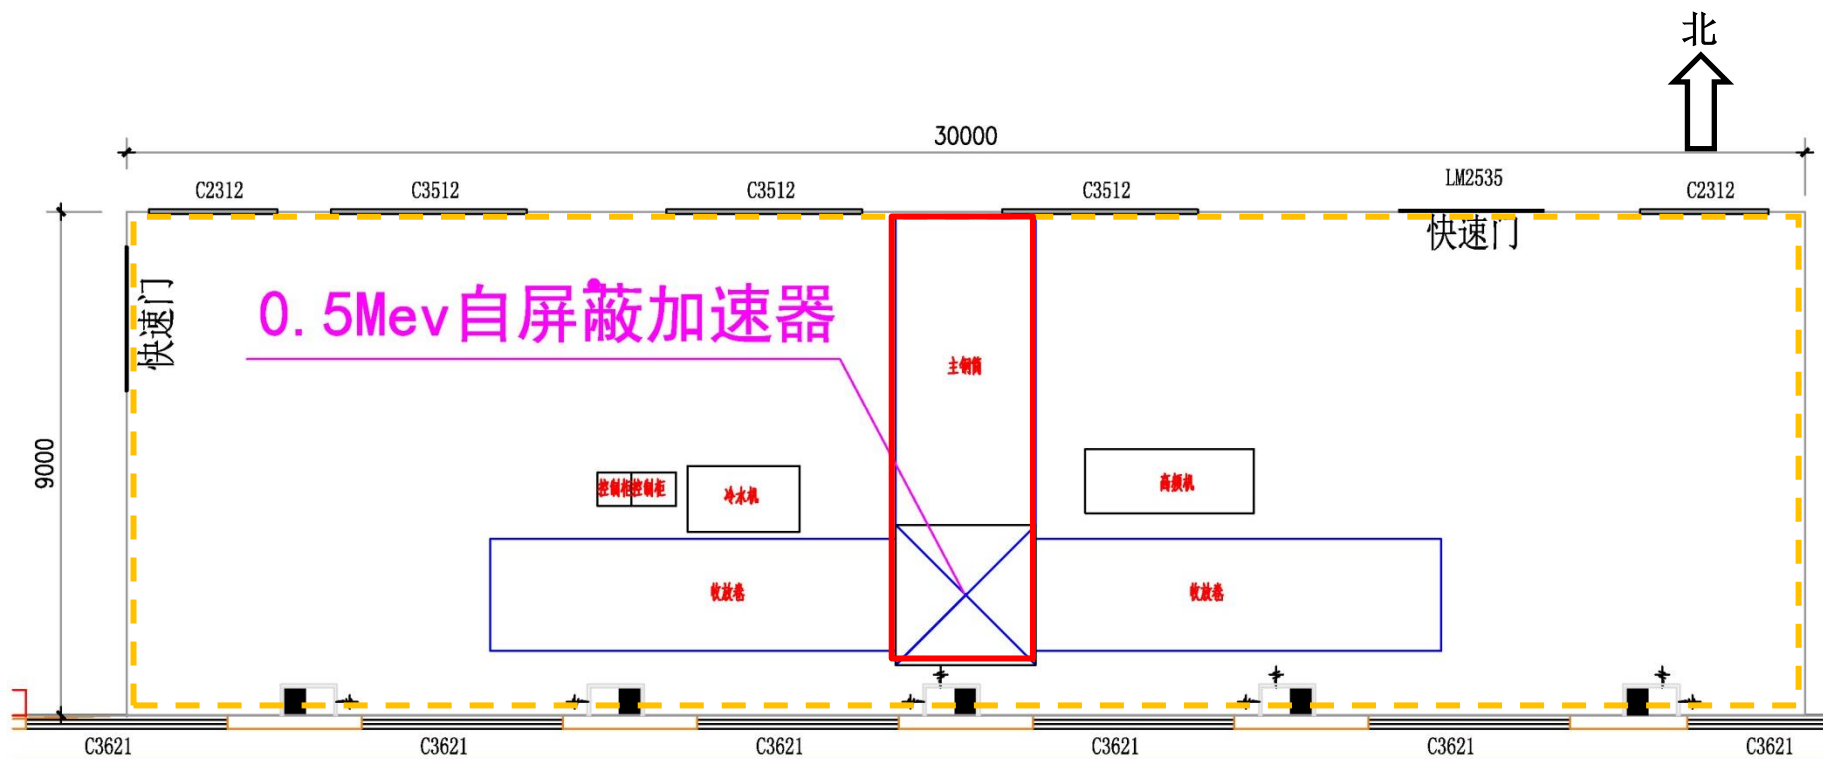 北
30000
C2312
C3512
C3512
C3512
LM2535
C2312
快速门
快速门
0.5Mev自屏蔽加速器
主钢筒
9000
控制柜
控制柜
冷水机
高频机
收放卷
收放卷
C3621
C3621
C3621
C3621
C3621
C3621